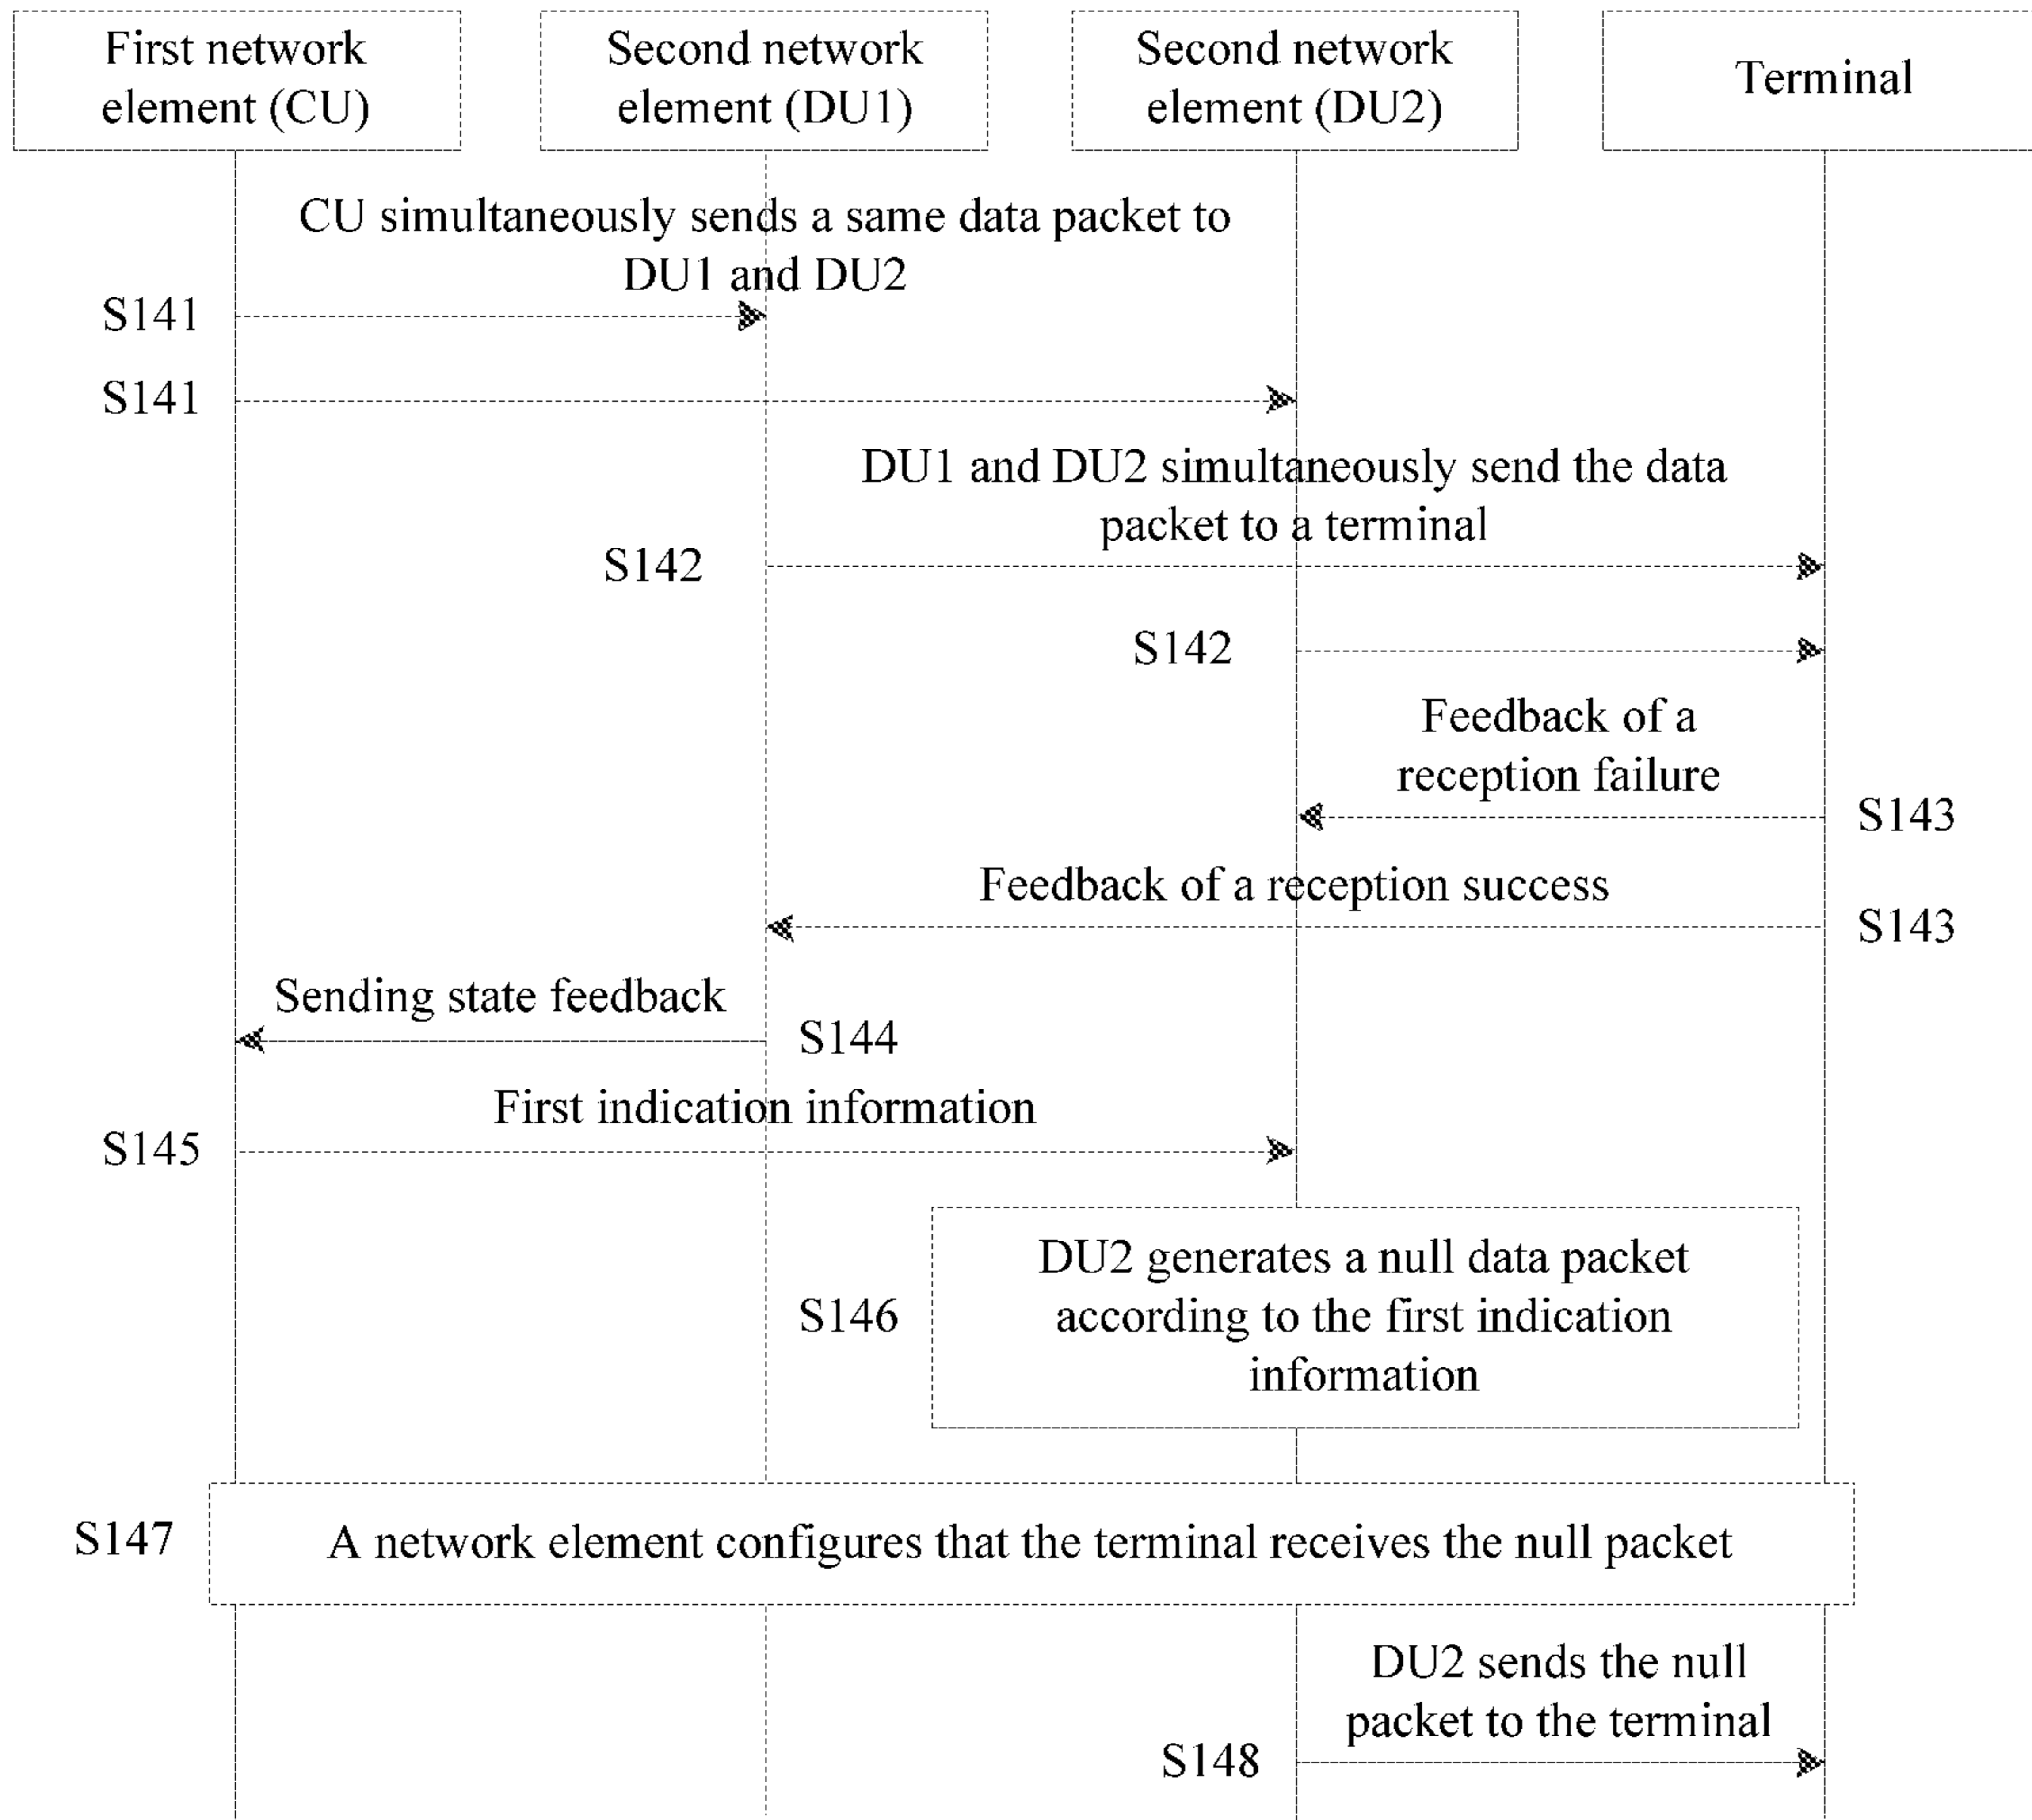 First network
element (CU)
Second network
element (DU1)
Second network
element (DU2)
Terminal
CU simultaneously sends a same data packet to
DU1 and DU2
S141
S141
DU1 and DU2 simultaneously send the data
packet to a terminal
S142
S142
Feedback of a
reception failure
S143
Feedback of a reception success
S143
Sending state feedback
S144
First indication information
S145
DU2 generates a null data packet
according to the first indication
information
S146
S147
A network element configures that the terminal receives the null packet
DU2 sends the null
packet to the terminal
S148